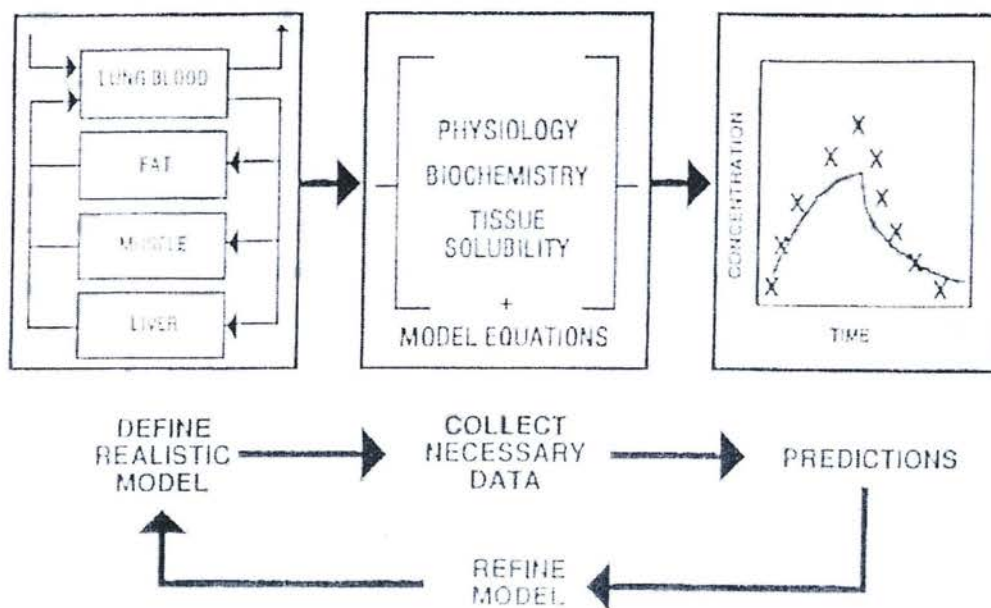 LUNG BLOOD
FAT
MUSCLE
LIVER
PHYSIOLOGY
BIOCHEMISTRY
TISSUE
SOLUBILITY
+
MODEL EQUATIONS
CONCENTRATION
TIME
DEFINE
REALISTIC
MODEL
COLLECT
NECESSARY
DATA
PREDICTIONS
REFINE
MODEL